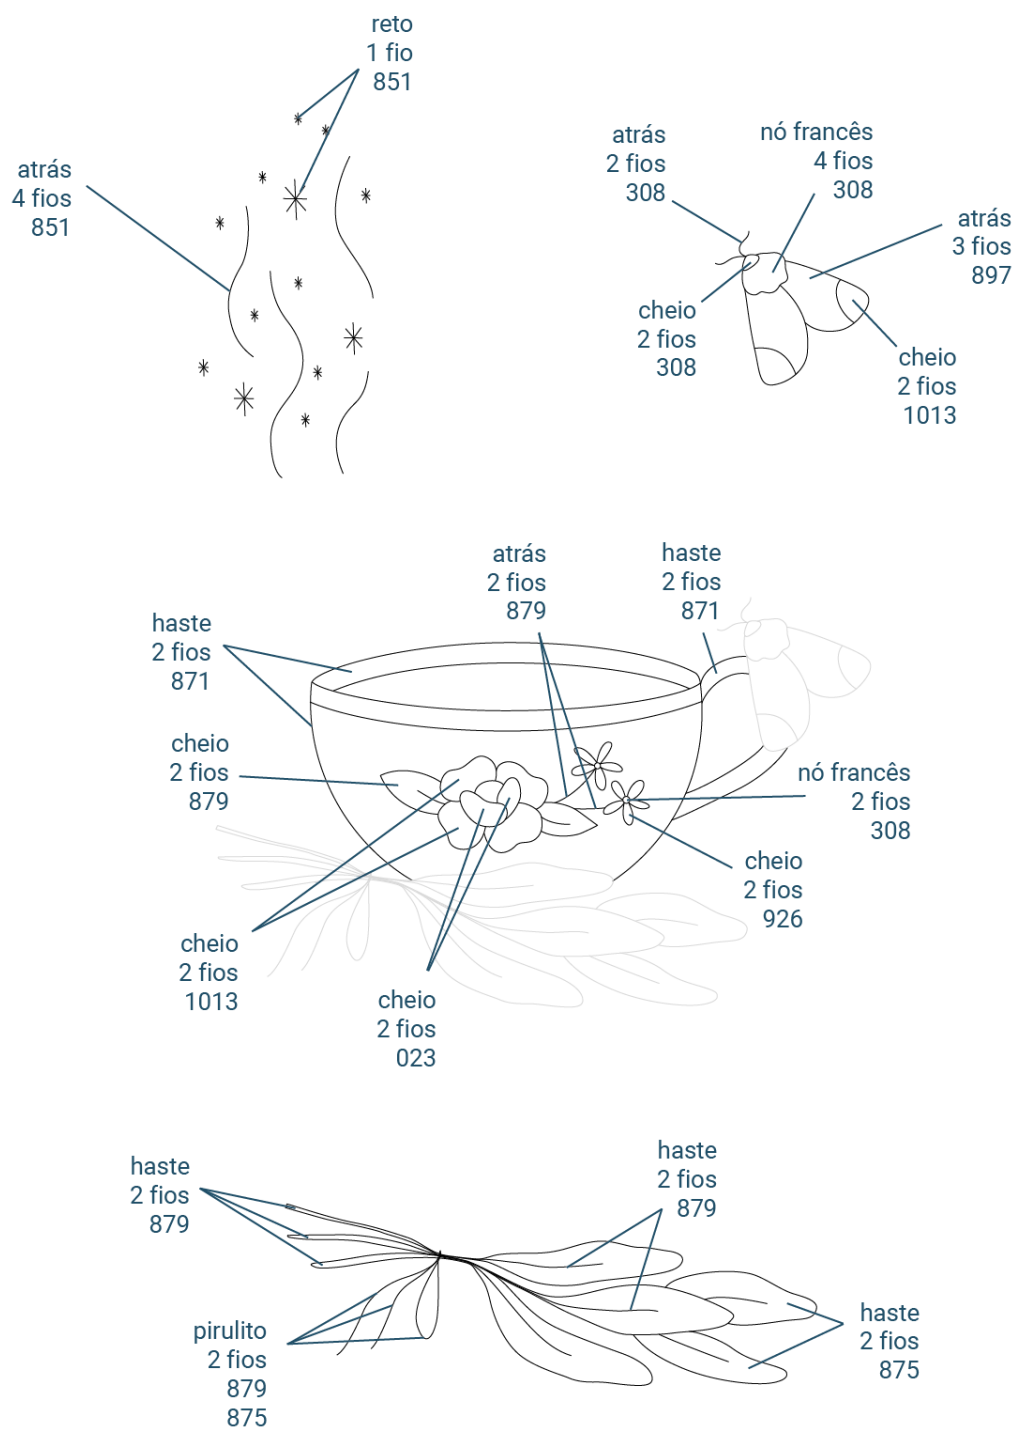 reto
1 fio
851
atrás
4 fios
851
atrás
2 fios
308
nó francês
4 fios
308
atrás
3 fios
897
cheio
2 fios
308
cheio
2 fios
1013
atrás
2 fios
879
haste
2 fios
871
haste
2 fios
871
cheio
2 fios
879
nó francês
2 fios
308
cheio
2 fios
926
cheio
2 fios
1013
cheio
2 fios
023
haste
2 fios
879
haste
2 fios
879
pirulito
2 fios
879
875
haste
2 fios
875